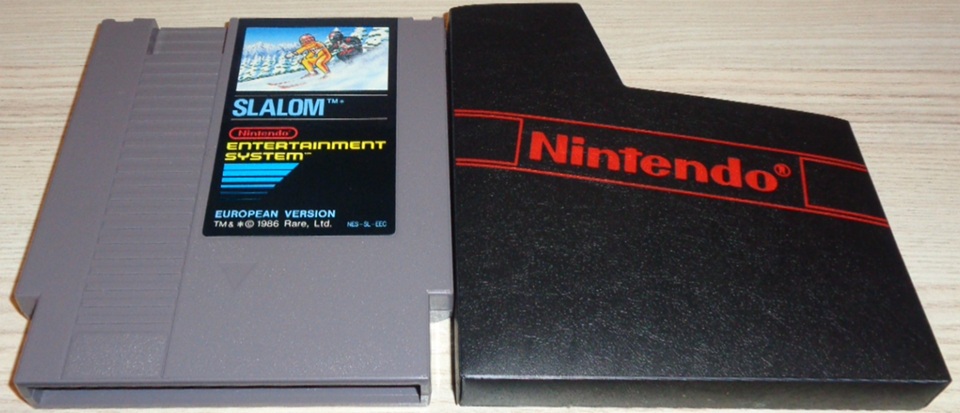 SLALOM™*
Nintendo
ENTERTAINMENT
SYSTEM™
EUROPEAN VERSION
TM & *© 1986 Rare, Ltd. NES-SL-EEC
Nintendo®